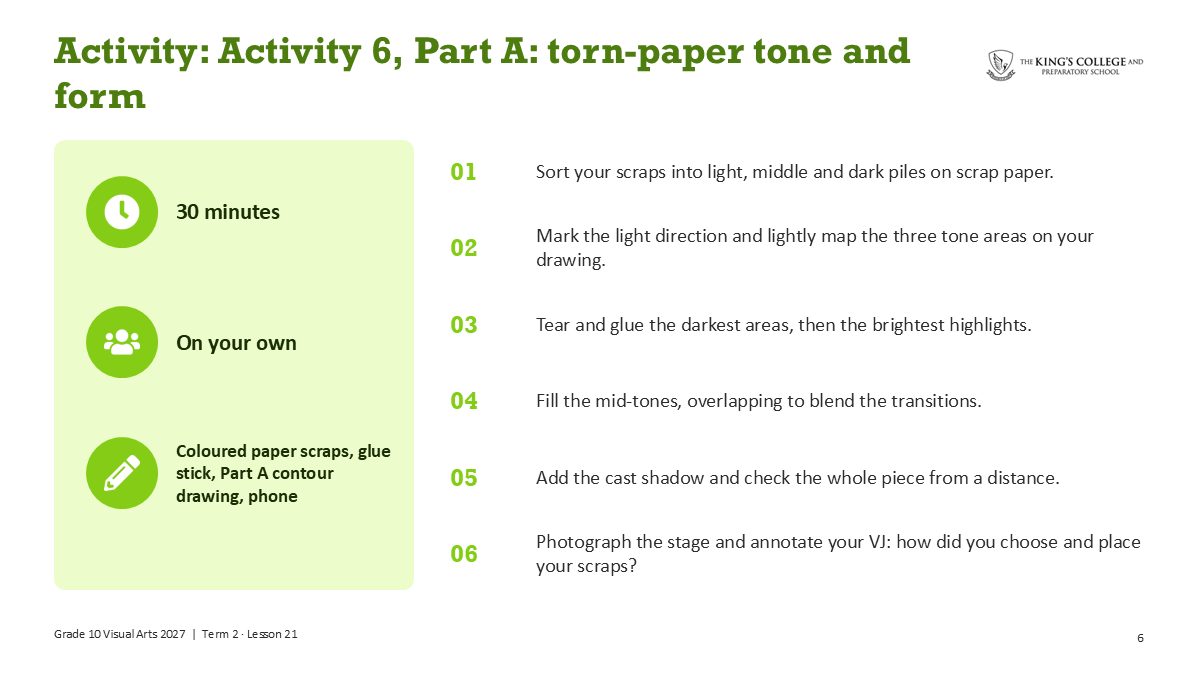 Activity: Activity 6, Part A: torn-paper tone and
form
THE KING'S COLLEGE AND
PREPARATORY SCHOOL
30 minutes
On your own
Coloured paper scraps, glue
stick, Part A contour
drawing, phone
01
Sort your scraps into light, middle and dark piles on scrap paper.
02
Mark the light direction and lightly map the three tone areas on your
drawing.
03
Tear and glue the darkest areas, then the brightest highlights.
04
Fill the mid-tones, overlapping to blend the transitions.
05
Add the cast shadow and check the whole piece from a distance.
06
Photograph the stage and annotate your VJ: how did you choose and place
your scraps?
Grade 10 Visual Arts 2027 | Term 2 · Lesson 21
6